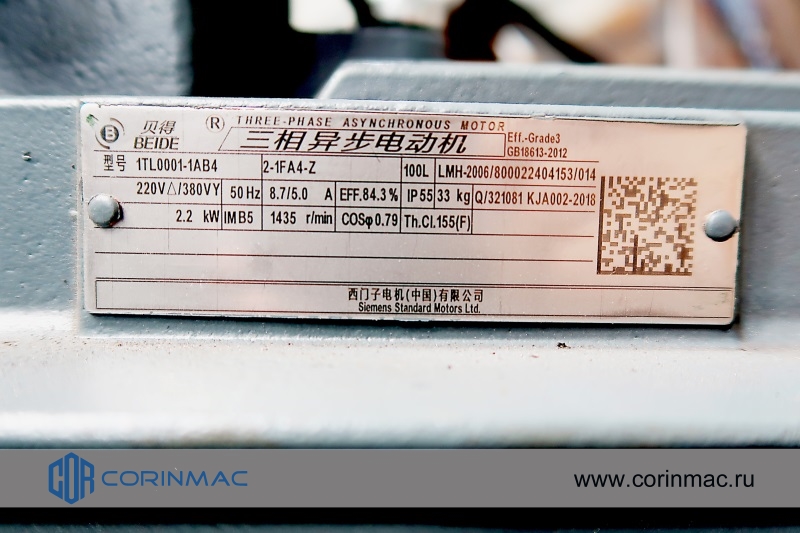 B 贝得 BEIDE ® THREE-PHASE ASYNCHRONOUS MOTOR
三相异步电动机 Eff.-Grade3 GB18613-2012
型号 1TL0001-1AB4 2-1FA4-Z 100L LMH-2006/800022404153/014
220V△/380VY 50 Hz 8.7/5.0 A EFF.84.3% IP 55 33 kg Q/321081 KJA002-2018
2.2 kW IMB5 1435 r/min COSφ0.79 Th.Cl.155(F)
西门子电机(中国)有限公司
Siemens Standard Motors Ltd.
COR CORINMAC www.corinmac.ru